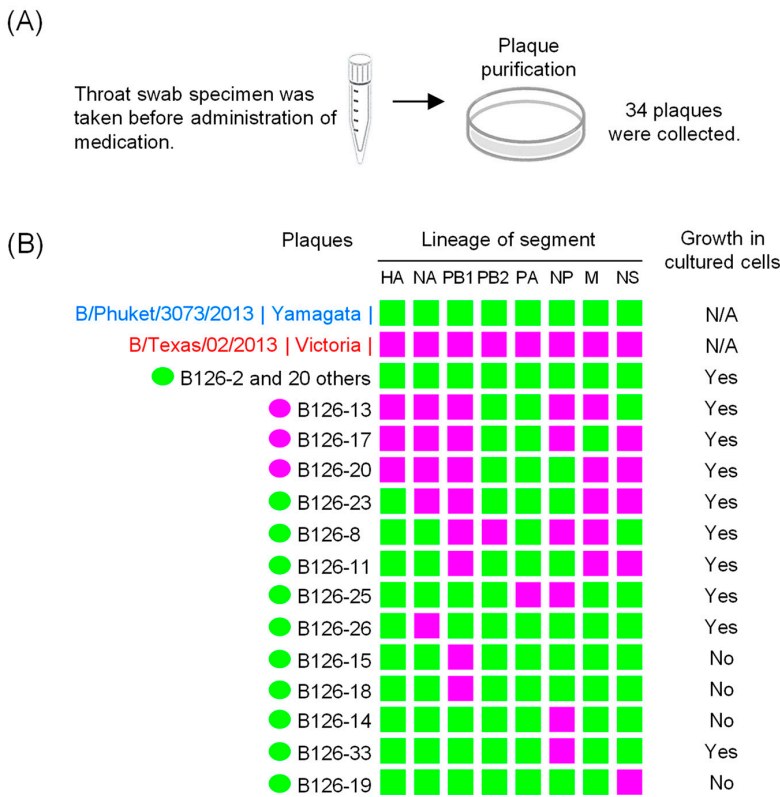 (A)
Throat swab specimen was
taken before administration of
medication.
Plaque
purification
34 plaques
were collected.
(B)
Plaques
Lineage of segment
Growth in
cultured cells
HA NA PB1 PB2 PA NP M NS
B/Phuket/3073/2013 | Yamagata | N/A
B/Texas/02/2013 | Victoria | N/A
B126-2 and 20 others Yes
B126-13 Yes
B126-17 Yes
B126-20 Yes
B126-23 Yes
B126-8 Yes
B126-11 Yes
B126-25 Yes
B126-26 Yes
B126-15 No
B126-18 No
B126-14 No
B126-33 Yes
B126-19 No